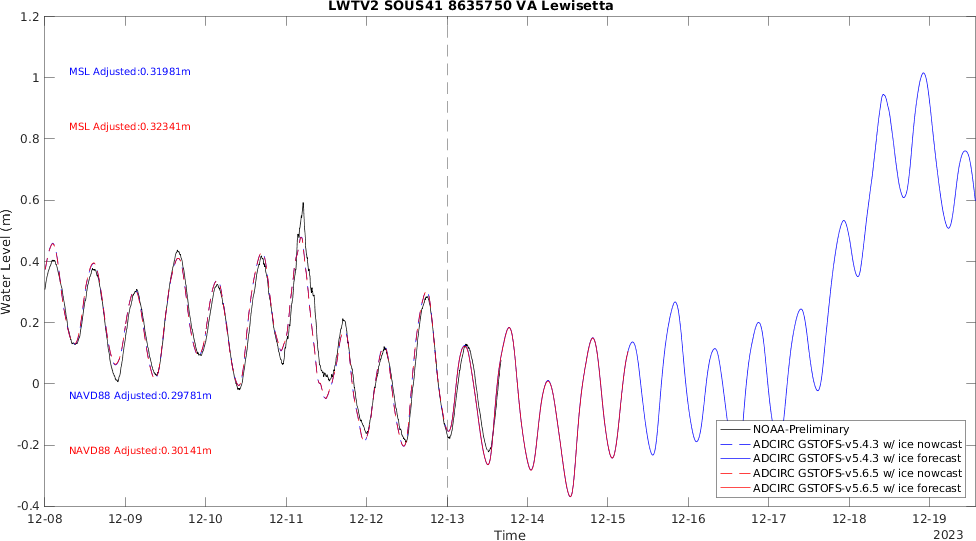 LWTV2 SOUS41 8635750 VA Lewisetta
1.2
1
0.8
0.6
0.4
0.2
0
-0.2
-0.4
Water Level (m)
MSL Adjusted:0.31981m
MSL Adjusted:0.32341m
NAVD88 Adjusted:0.29781m
NAVD88 Adjusted:0.30141m
NOAA-Preliminary
ADCIRC GSTOFS-v5.4.3 w/ ice nowcast
ADCIRC GSTOFS-v5.4.3 w/ ice forecast
ADCIRC GSTOFS-v5.6.5 w/ ice nowcast
ADCIRC GSTOFS-v5.6.5 w/ ice forecast
12-08 12-09 12-10 12-11 12-12 12-13 12-14 12-15 12-16 12-17 12-18 12-19
Time
2023